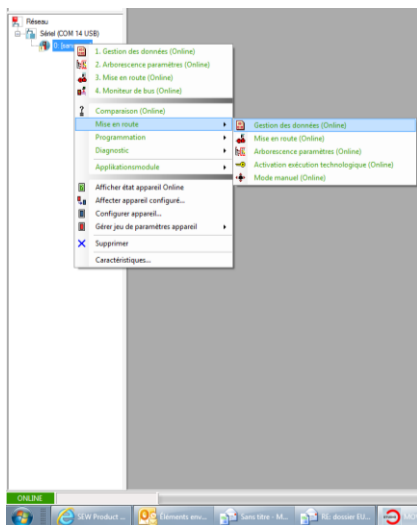 Réseau
Sériel (COM 14 USB)
0: [san
1. Gestion des données (Online)
2. Arborescence paramètres (Online)
3. Mise en route (Online)
4. Moniteur de bus (Online)
Comparaison (Online)
Mise en route
Programmation
Diagnostic
Applikationsmodule
Gestion des données (Online)
Mise en route (Online)
Arborescence paramètres (Online)
Activation exécution technologique (Online)
Mode manuel (Online)
Afficher état appareil Online
Affecter appareil configuré...
Configurer appareil...
Gérer jeu de paramètres appareil
Supprimer
Caractéristiques...
ONLINE
SEW Product ...
Éléments env...
Sans titre - M...
RE: dossier EU...